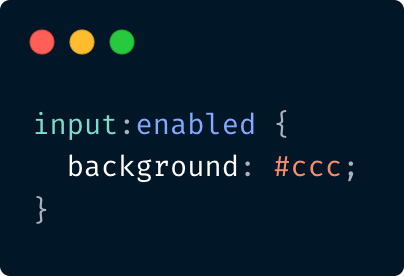 input:enabled {
  background: #ccc;
}